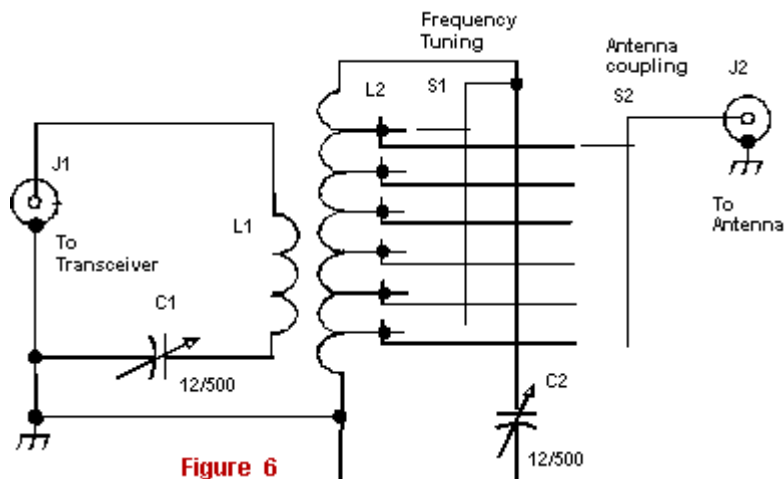 Frequency
Tuning
Antenna
coupling
J2
L2
S1
S2
J1
L1
To
Transceiver
To
Antenna
C1
12/500
C2
12/500
Figure 6